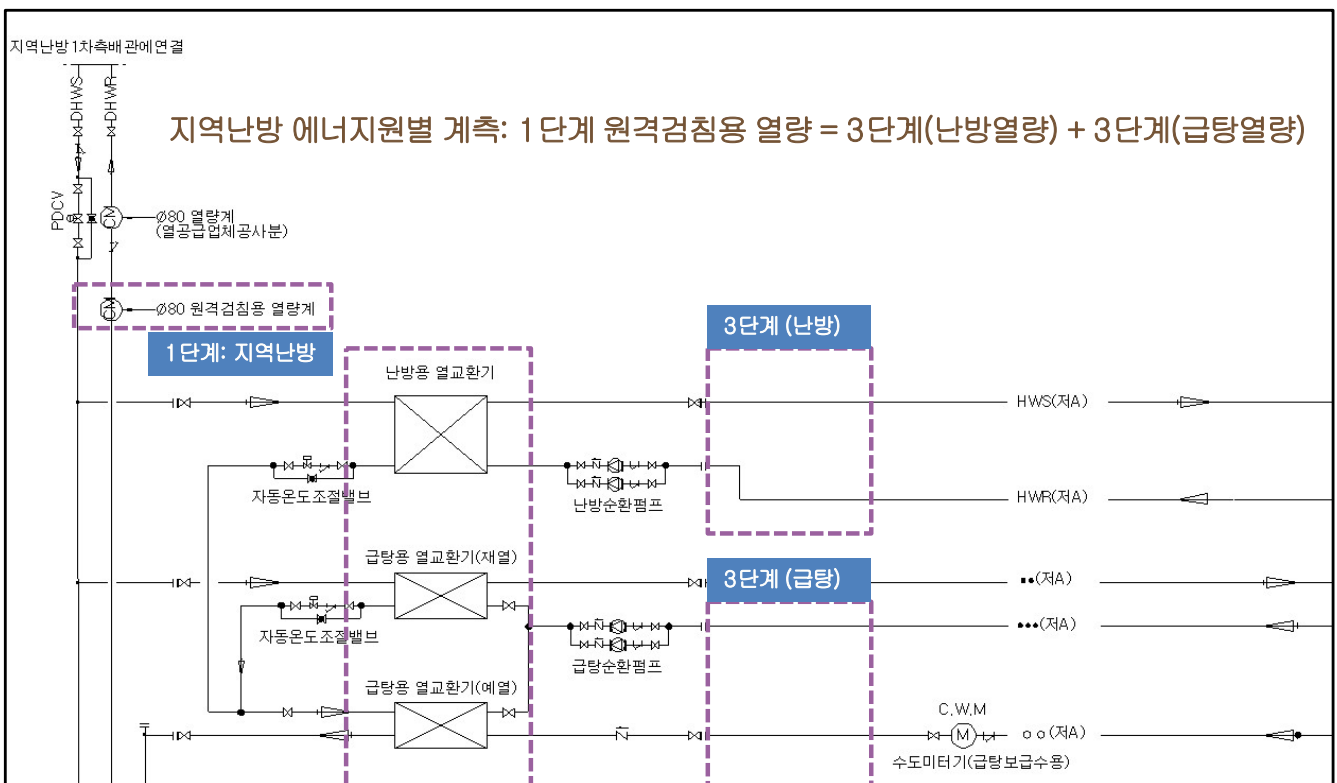 지역난방1차측배관에연결
DHWS
DHWR
지역난방 에너지원별 계측: 1단계 원격검침용 열량 = 3단계(난방열량) + 3단계(급탕열량)
PDCV
CM
Ø80 열량계
(열공급업체공사분)
CM
Ø80 원격검침용 열량계
1단계: 지역난방
3단계 (난방)
난방용 열교환기
HWS(저A)
자동온도조절밸브
난방순환펌프
HWR(저A)
급탕용 열교환기(재열)
3단계 (급탕)
••(저A)
자동온도조절밸브
•••(저A)
급탕순환펌프
급탕용 열교환기(예열)
C.W.M
M
o o (저A)
수도미터기(급탕보급수용)